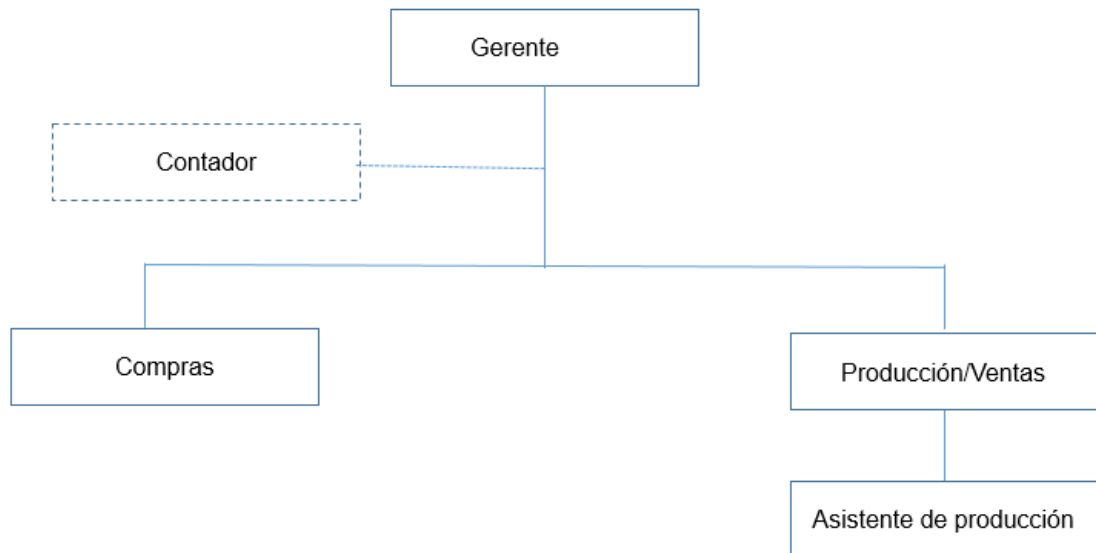 Gerente
Contador
Compras
Producción/Ventas
Asistente de producción